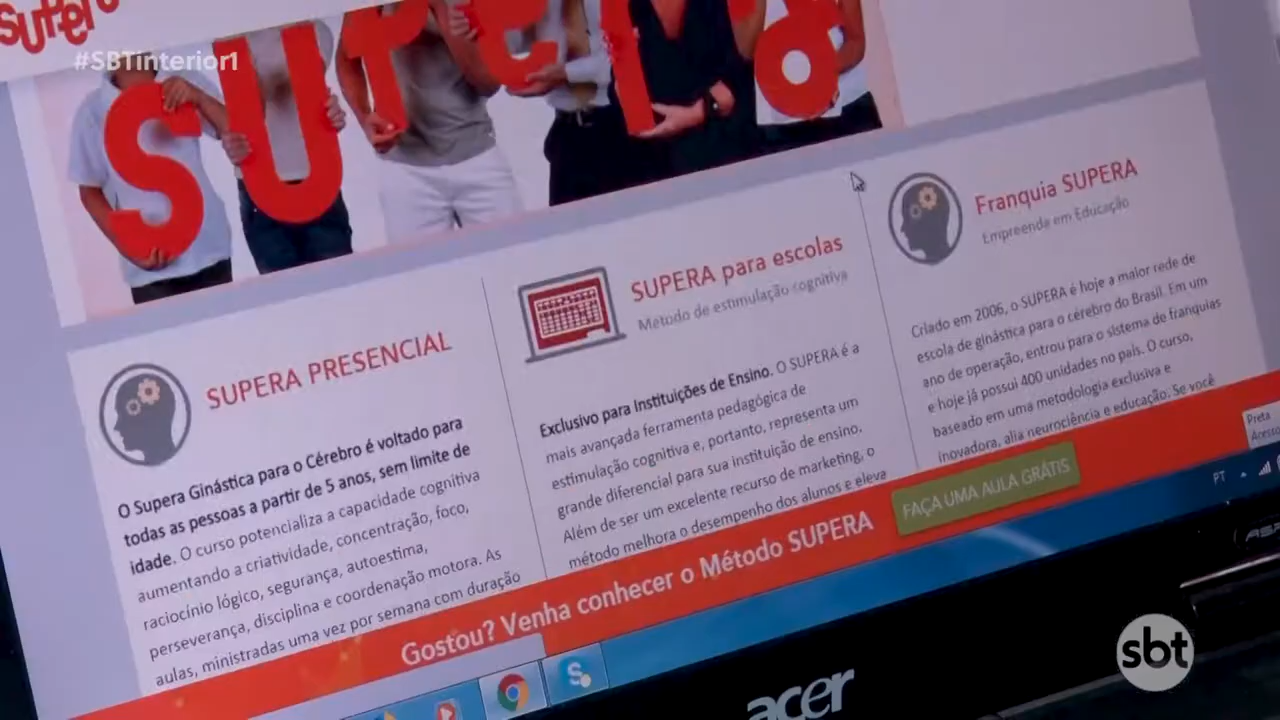 supera
#SBTinterior1
supera
SUPERA PRESENCIAL
O Supera Ginástica para o Cérebro é voltado para
todas as pessoas a partir de 5 anos, sem limite de
idade. O curso potencializa a capacidade cognitiva
aumentando a criatividade, concentração, foco,
raciocínio lógico, segurança, autoestima,
perseverança, disciplina e coordenação motora. As
aulas, ministradas uma vez por semana com duração
SUPERA para escolas
Método de estimulação cognitiva
Exclusivo para Instituições de Ensino. O SUPERA é a
mais avançada ferramenta pedagógica de
estimulação cognitiva e, portanto, representa um
grande diferencial para sua instituição de ensino.
Além de ser um excelente recurso de marketing, o
método melhora o desempenho dos alunos e eleva
Franquia SUPERA
Empreenda em Educação
Criado em 2006, o SUPERA é hoje a maior rede de
escola de ginástica para o cérebro do Brasil. Em um
ano de operação, entrou para o sistema de franquias
e hoje já possui 400 unidades no país. O curso,
baseado em uma metodologia exclusiva e
inovadora, alia neurociência e educação. Se você
Gostou? Venha conhecer o Método SUPERA
FAÇA UMA AULA GRÁTIS
Preta
Acesso
PT
acer
sbt